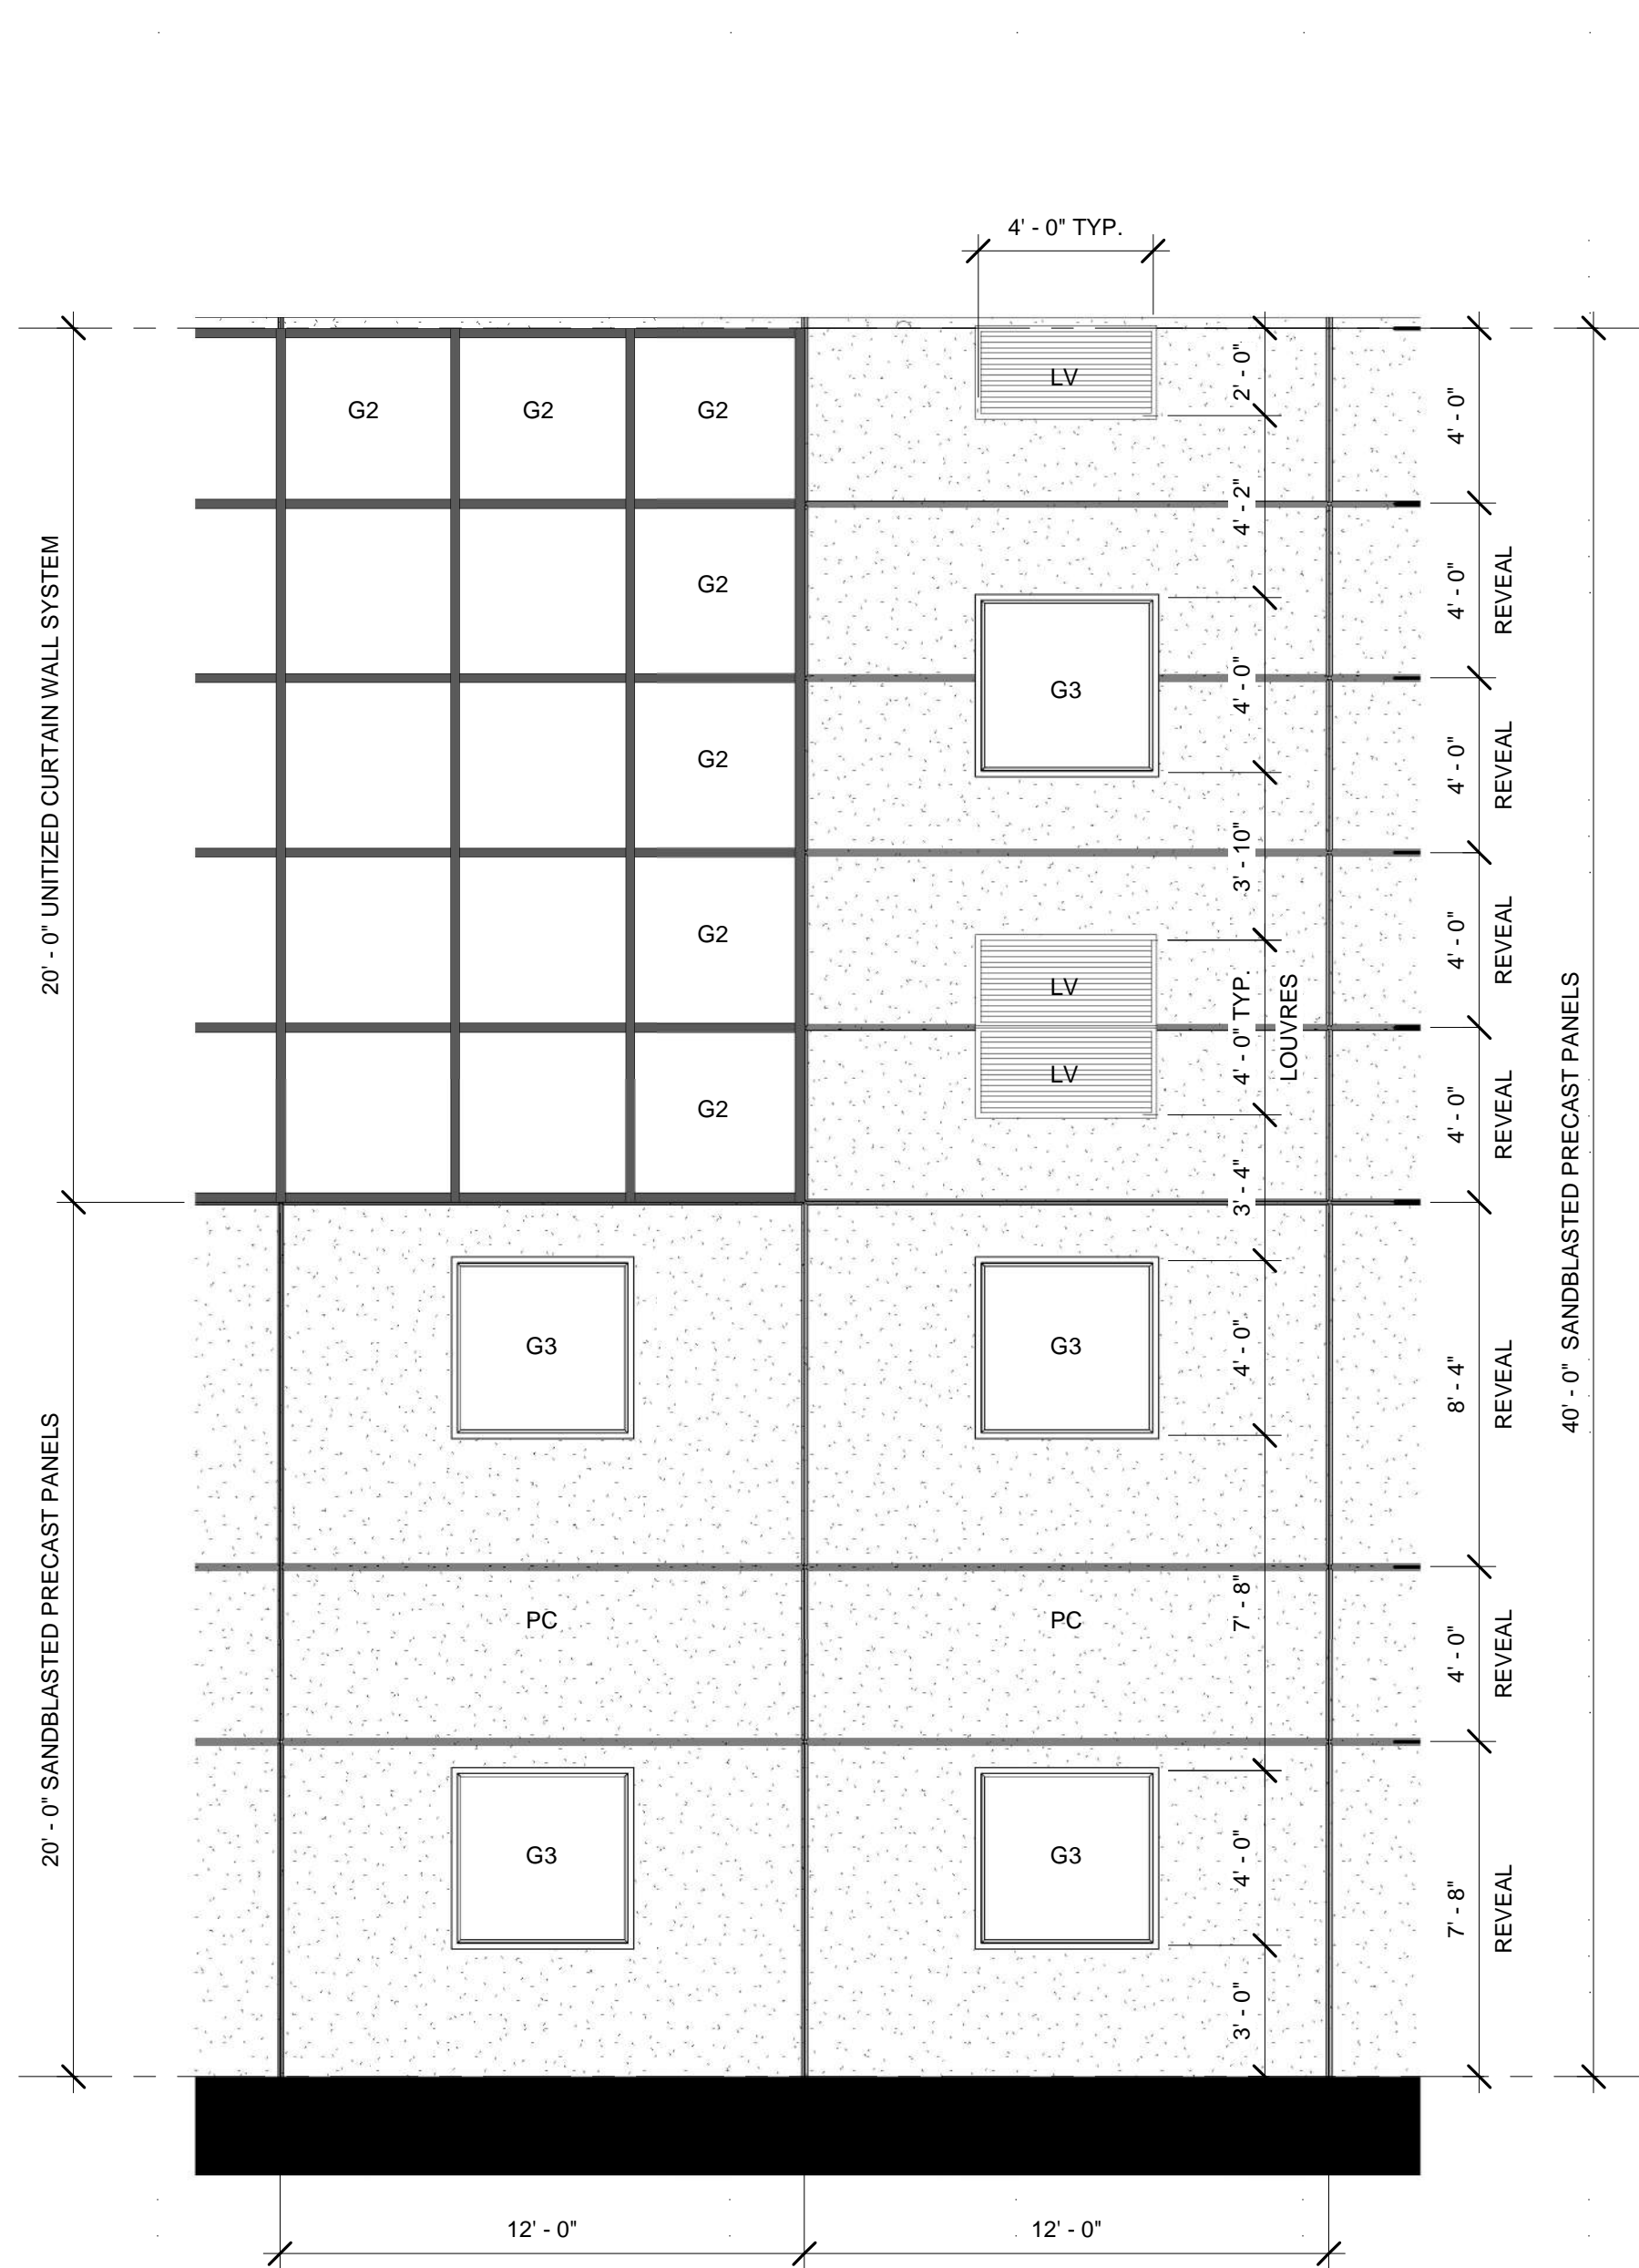 4' - 0" TYP.
LV
2' - 0"
G2 G2 G2
4' - 0"
4' - 2"
G2
4' - 0" REVEAL
20' - 0" UNITIZED CURTAIN WALL SYSTEM
G3
4' - 0"
G2
4' - 0" REVEAL
3' - 10"
G2
4' - 0" REVEAL
LV
4' - 0" TYP.
LOUVRES
LV
G2
4' - 0" REVEAL
3' - 4"
40' - 0" SANDBLASTED PRECAST PANELS
G3
G3
4' - 0"
8' - 4"
REVEAL
20' - 0" SANDBLASTED PRECAST PANELS
PC
PC
7' - 8"
4' - 0"
REVEAL
G3
G3
4' - 0"
7' - 8"
REVEAL
3' - 0"
12' - 0"
12' - 0"